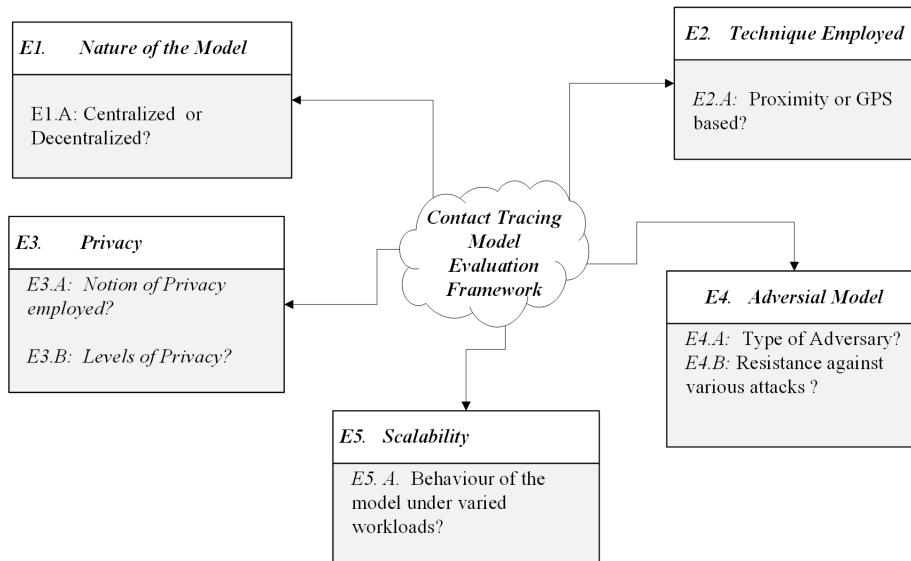 E1. Nature of the Model
E1.A: Centralized or
Decentralized?
E2. Technique Employed
E2.A: Proximity or GPS
based?
Contact Tracing
Model
Evaluation
Framework
E3. Privacy
E3.A: Notion of Privacy
employed?
E3.B: Levels of Privacy?
E4. Adversial Model
E4.A: Type of Adversary?
E4.B: Resistance against
various attacks ?
E5. Scalability
E5. A. Behaviour of the
model under varied
workloads?